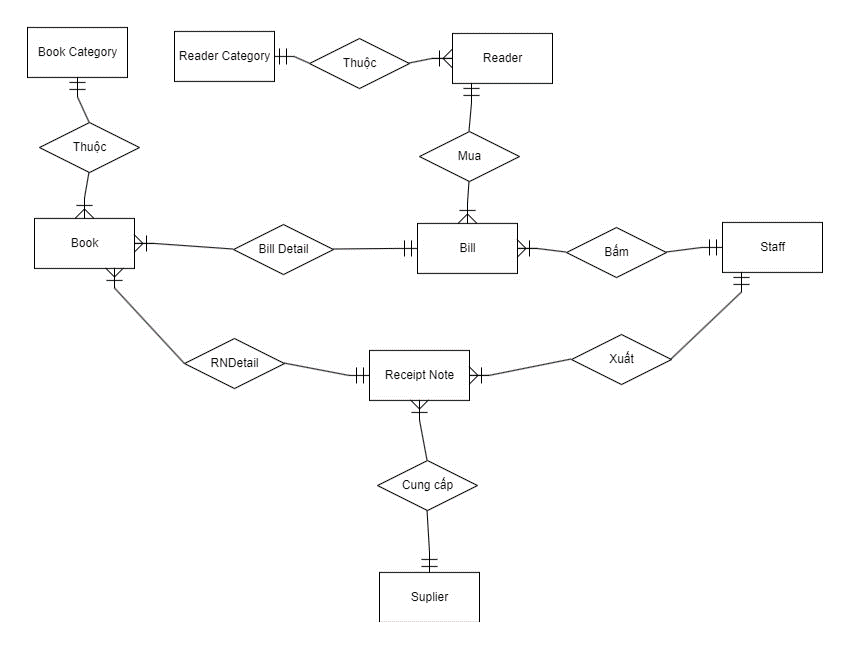 Book Category
Reader Category
Thuộc
Reader
Thuộc
Mua
Book
Bill Detail
Bill
Bấm
Staff
RNDetail
Receipt Note
Xuất
Cung cấp
Suplier